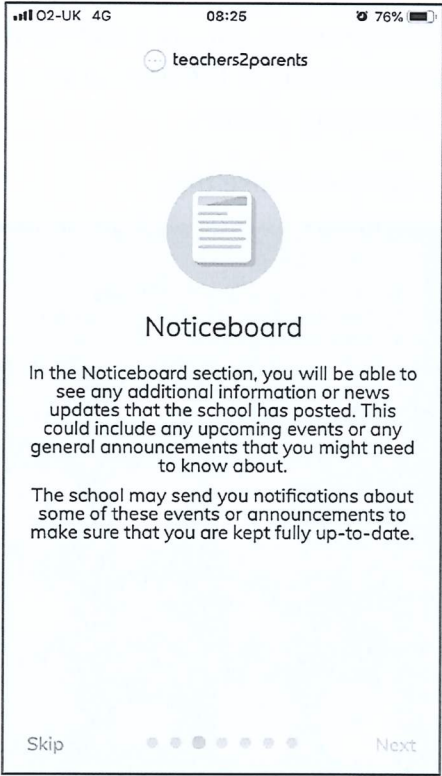 O2-UK 4G 08:25 76%
teachers2parents
Noticeboard
In the Noticeboard section, you will be able to
see any additional information or news
updates that the school has posted. This
could include any upcoming events or any
general announcements that you might need
to know about.
The school may send you notifications about
some of these events or announcements to
make sure that you are kept fully up-to-date.
Skip Next